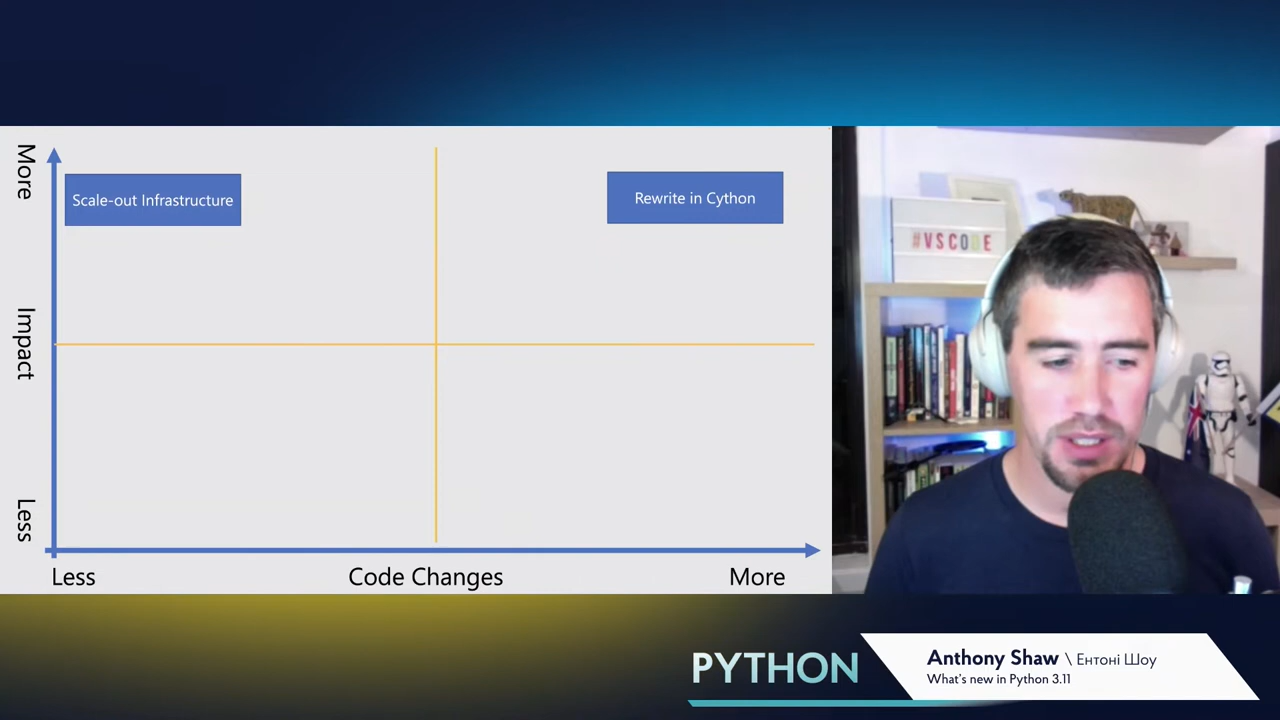 More
Scale-out Infrastructure
Rewrite in Cython
Impact
Less
Less
Code Changes
More
#VSCODE
PYTHON
Anthony Shaw \ Ентоні Шоу
What's new in Python 3.11